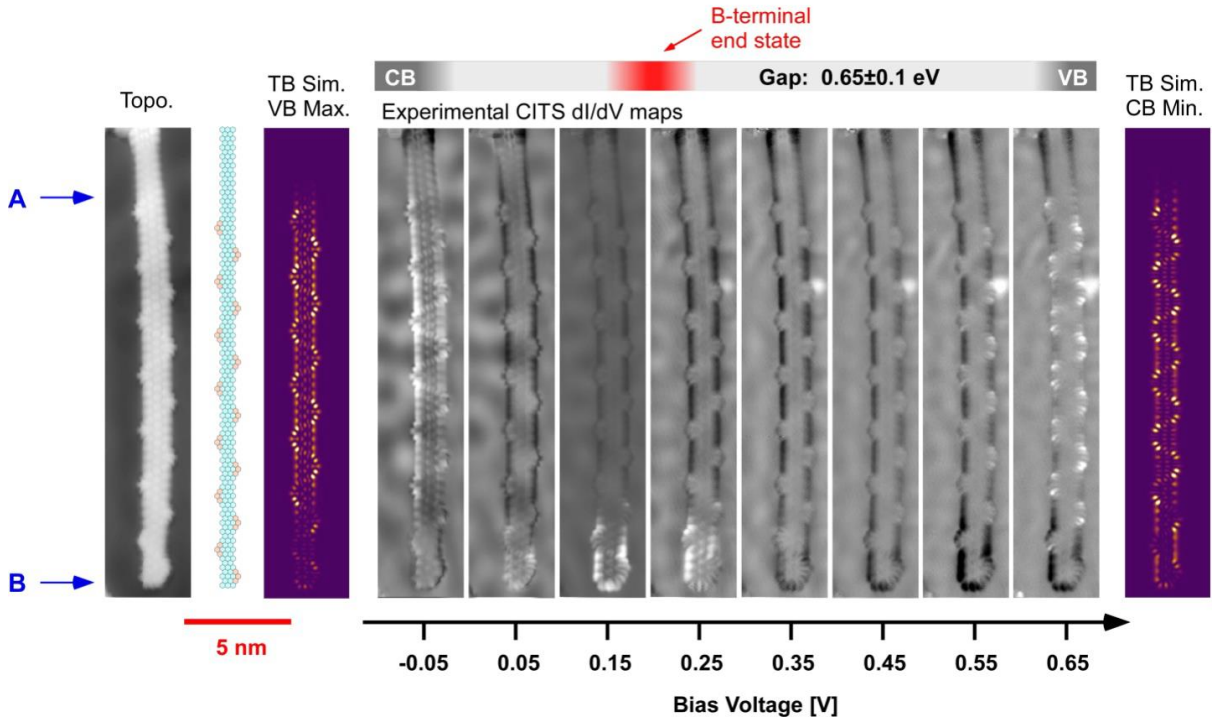 B-terminal
end state
CB
Gap: 0.65±0.1 eV
VB
Topo.
TB Sim.
VB Max.
Experimental CITS dI/dV maps
TB Sim.
CB Min.
A
B
5 nm
-0.05 0.05 0.15 0.25 0.35 0.45 0.55 0.65
Bias Voltage [V]